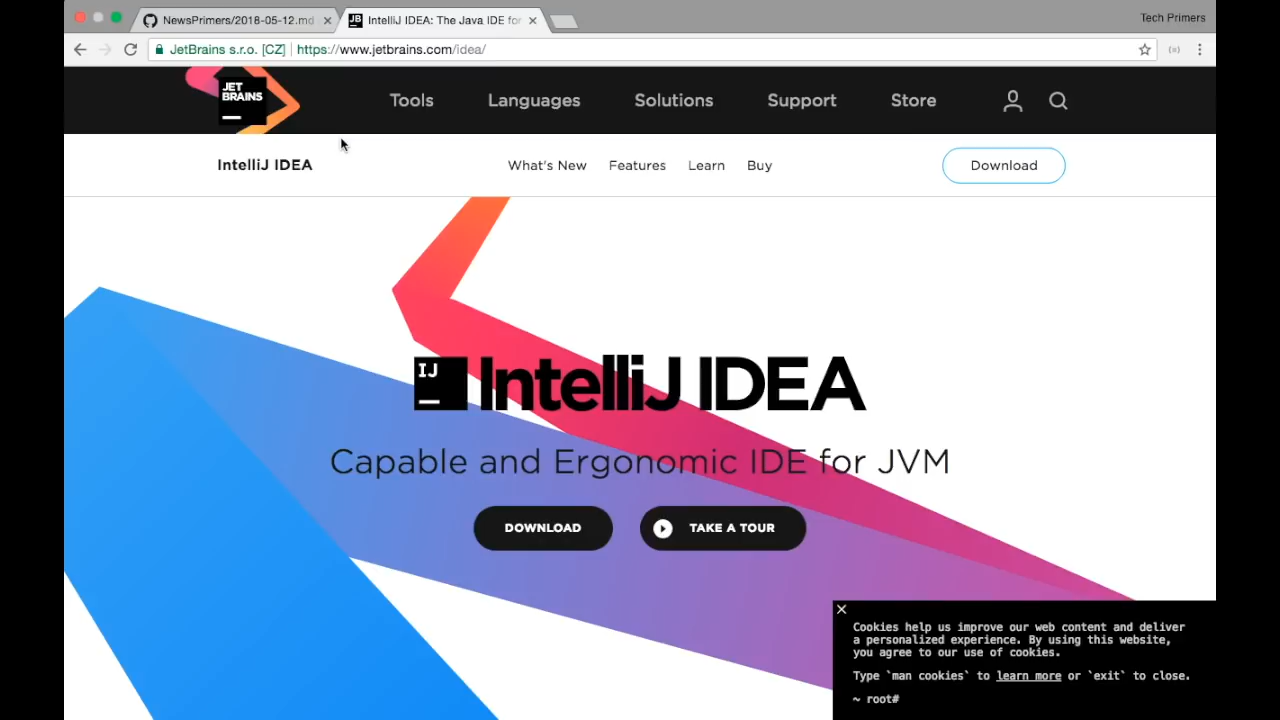 NewsPrimers/2018-05-12.md
JB
IntelliJ IDEA: The Java IDE for
Tech Primers
JetBrains s.r.o. [CZ]
https://www.jetbrains.com/idea/
JET
BRAINS
Tools
Languages
Solutions
Support
Store
IntelliJ IDEA
What's New
Features
Learn
Buy
Download
IJ
IntelliJ IDEA
Capable and Ergonomic IDE for JVM
DOWNLOAD
TAKE A TOUR
Cookies help us improve our web content and deliver
a personalized experience. By using this website,
you agree to our use of cookies.
Type `man cookies` to learn more or `exit` to close.
~ root#